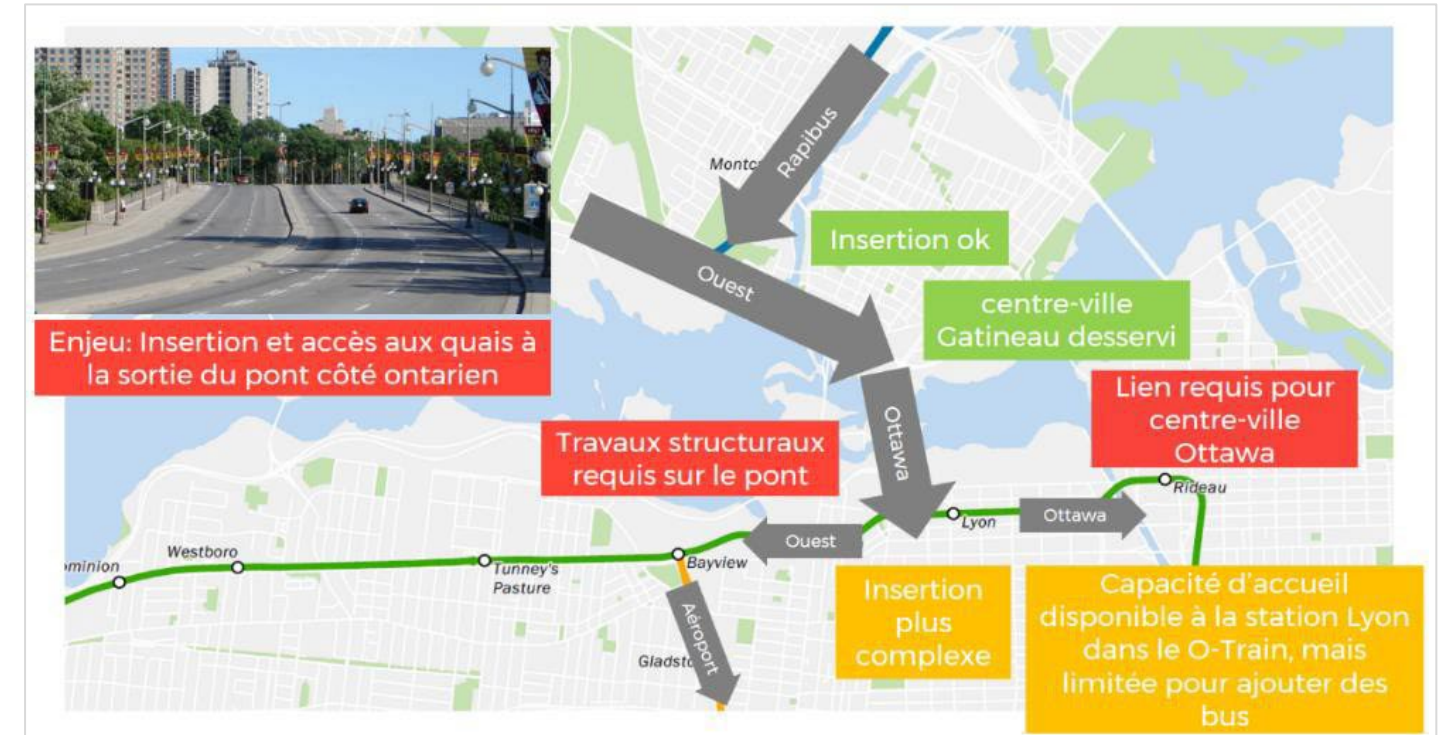 Rapibus
Montc
Ouest
Insertion ok
centre-ville
Gatineau desservi
Enjeu: Insertion et accès aux quais à
la sortie du pont côté ontarien
Ottawa
Lien requis pour
centre-ville
Ottawa
Travaux structuraux
requis sur le pont
Rideau
Lyon
Ottawa
Ouest
Bayview
Tunney's
Pasture
Westboro
ominion
Aéroport
Gladsto
Insertion
plus
complexe
Capacité d'accueil
disponible à la station Lyon
dans le O-Train, mais
limitée pour ajouter des
bus